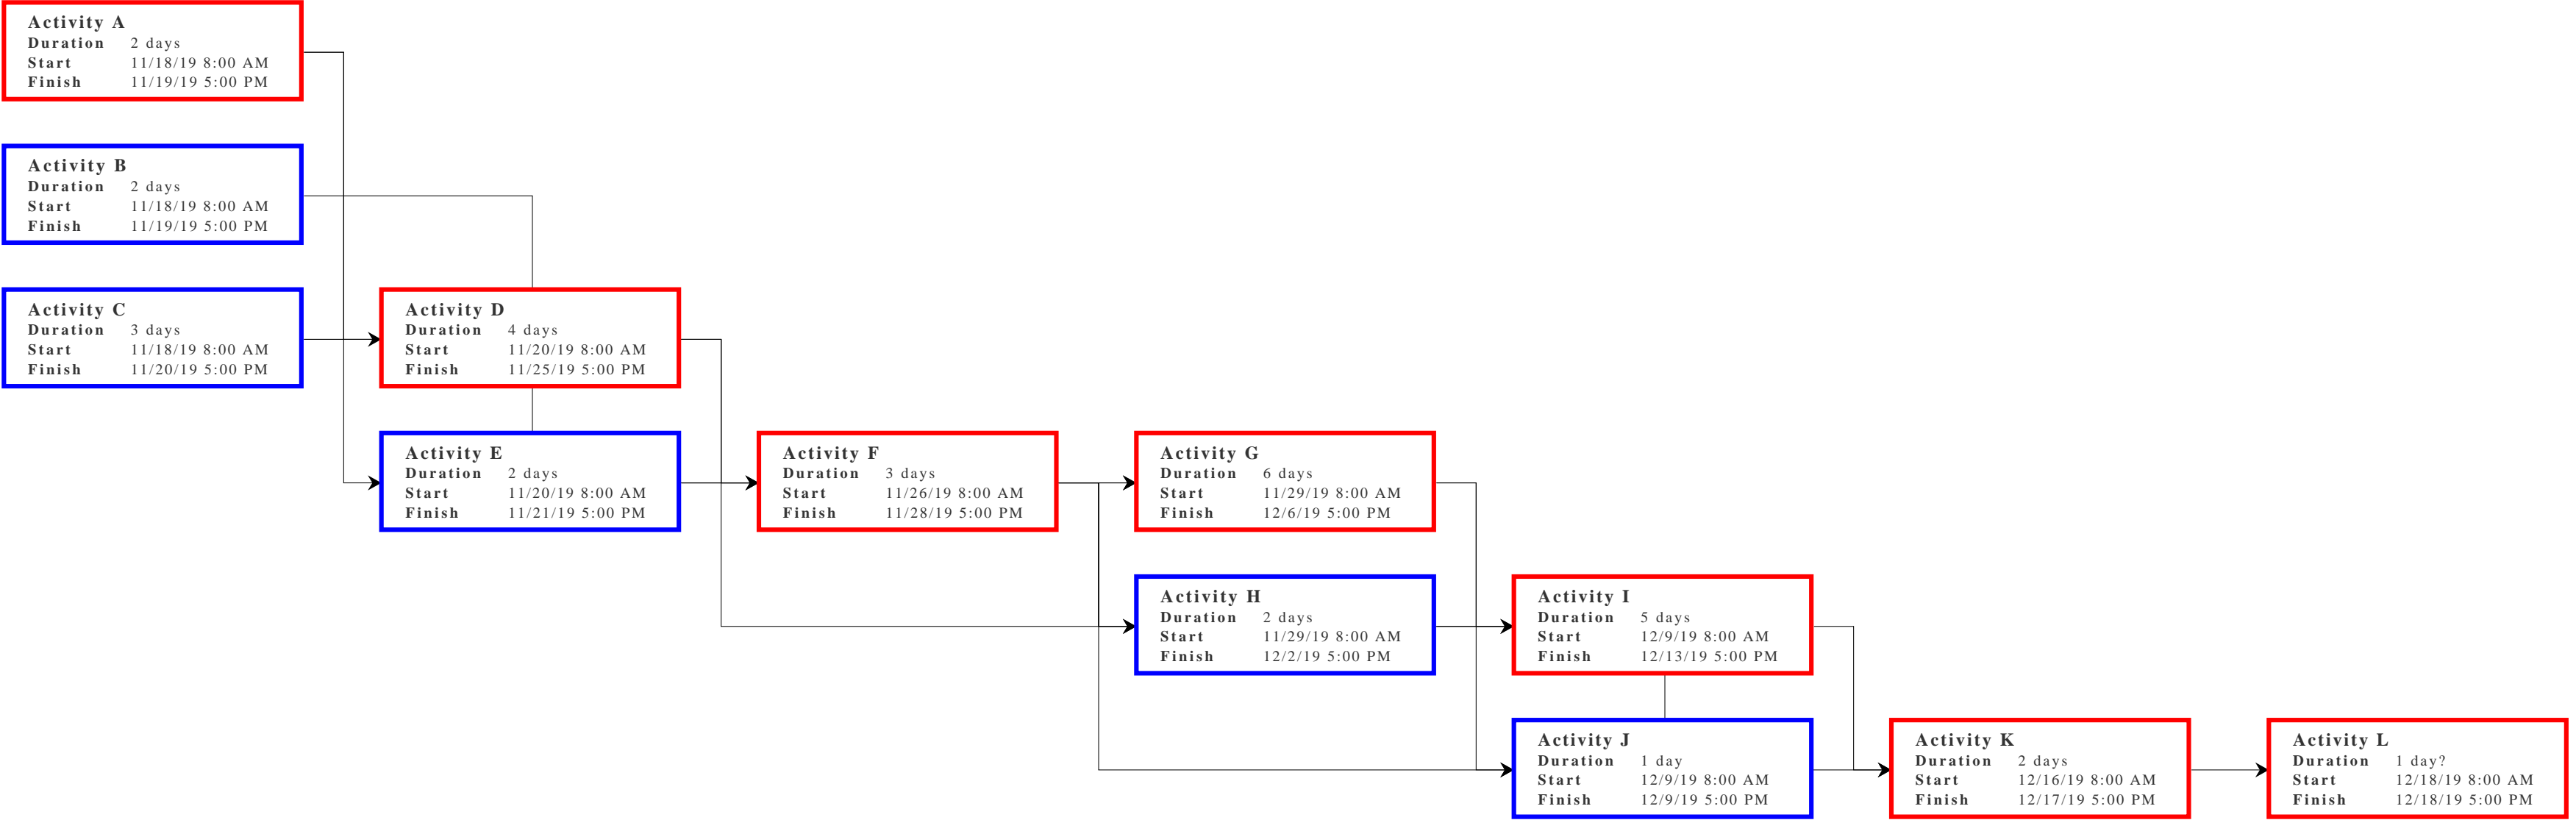 Activity A
Duration 2 days
Start 11/18/19 8:00 AM
Finish 11/19/19 5:00 PM
Activity B
Duration 2 days
Start 11/18/19 8:00 AM
Finish 11/19/19 5:00 PM
Activity C
Duration 3 days
Start 11/18/19 8:00 AM
Finish 11/20/19 5:00 PM
Activity D
Duration 4 days
Start 11/20/19 8:00 AM
Finish 11/25/19 5:00 PM
Activity E
Duration 2 days
Start 11/20/19 8:00 AM
Finish 11/21/19 5:00 PM
Activity F
Duration 3 days
Start 11/26/19 8:00 AM
Finish 11/28/19 5:00 PM
Activity G
Duration 6 days
Start 11/29/19 8:00 AM
Finish 12/6/19 5:00 PM
Activity H
Duration 2 days
Start 11/29/19 8:00 AM
Finish 12/2/19 5:00 PM
Activity I
Duration 5 days
Start 12/9/19 8:00 AM
Finish 12/13/19 5:00 PM
Activity J
Duration 1 day
Start 12/9/19 8:00 AM
Finish 12/9/19 5:00 PM
Activity K
Duration 2 days
Start 12/16/19 8:00 AM
Finish 12/17/19 5:00 PM
Activity L
Duration 1 day?
Start 12/18/19 8:00 AM
Finish 12/18/19 5:00 PM